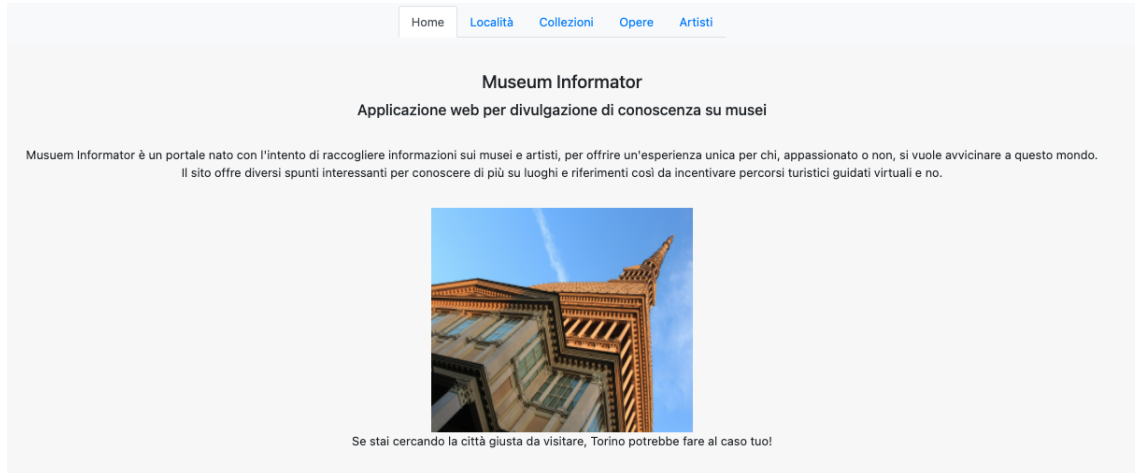 Home Località Collezioni Opere Artisti
Museum Informator
Applicazione web per divulgazione di conoscenza su musei
Musuem Informator è un portale nato con l'intento di raccogliere informazioni sui musei e artisti, per offrire un'esperienza unica per chi, appassionato o non, si vuole avvicinare a questo mondo.
Il sito offre diversi spunti interessanti per conoscere di più su luoghi e riferimenti così da incentivare percorsi turistici guidati virtuali e no.
Se stai cercando la città giusta da visitare, Torino potrebbe fare al caso tuo!